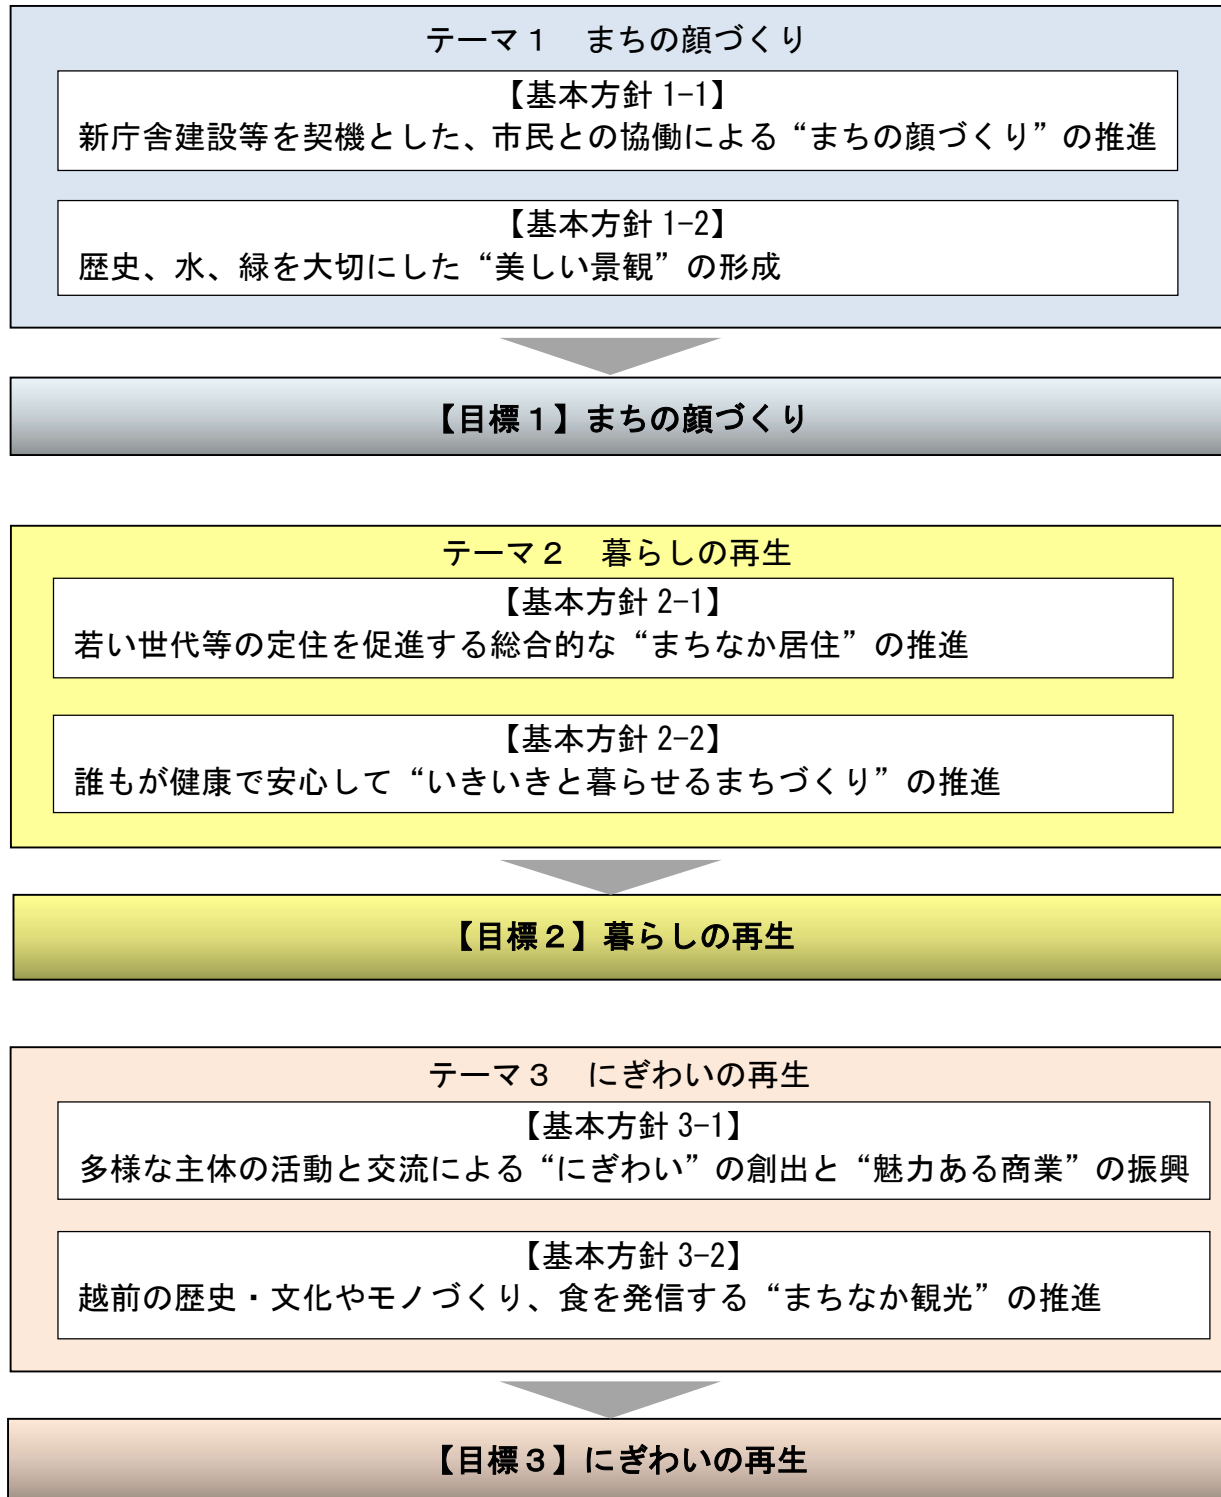 テーマ１　まちの顔づくり
【基本方針 1-1】
新庁舎建設等を契機とした、市民との協働による“まちの顔づくり”の推進
【基本方針 1-2】
歴史、水、緑を大切にした“美しい景観”の形成
【目標１】まちの顔づくり
テーマ２　暮らしの再生
【基本方針 2-1】
若い世代等の定住を促進する総合的な“まちなか居住”の推進
【基本方針 2-2】
誰もが健康で安心して“いきいきと暮らせるまちづくり”の推進
【目標２】暮らしの再生
テーマ３　にぎわいの再生
【基本方針 3-1】
多様な主体の活動と交流による“にぎわい”の創出と“魅力ある商業”の振興
【基本方針 3-2】
越前の歴史・文化やモノづくり、食を発信する“まちなか観光”の推進
【目標３】にぎわいの再生